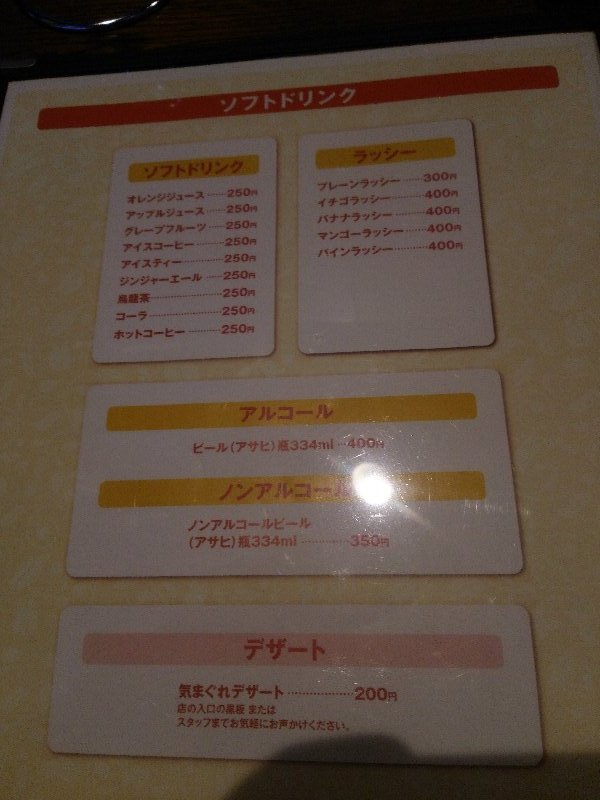 ソフトドリンク
ソフトドリンク
オレンジジュース……250円
アップルジュース……250円
グレープフルーツ……250円
アイスコーヒー………250円
アイスティー…………250円
ジンジャーエール……250円
烏龍茶…………………250円
コーラ…………………250円
ホットコーヒー………250円
ラッシー
プレーンラッシー……300円
イチゴラッシー………400円
バナナラッシー………400円
マンゴーラッシー……400円
パインラッシー………400円
アルコール
ビール(アサヒ)瓶334ml…400円
ノンアルコール
ノンアルコールビール
(アサヒ)瓶334ml…………350円
デザート
気まぐれデザート………………200円
店の入口の黒板 または
スタッフまでお気軽にお声かけください。